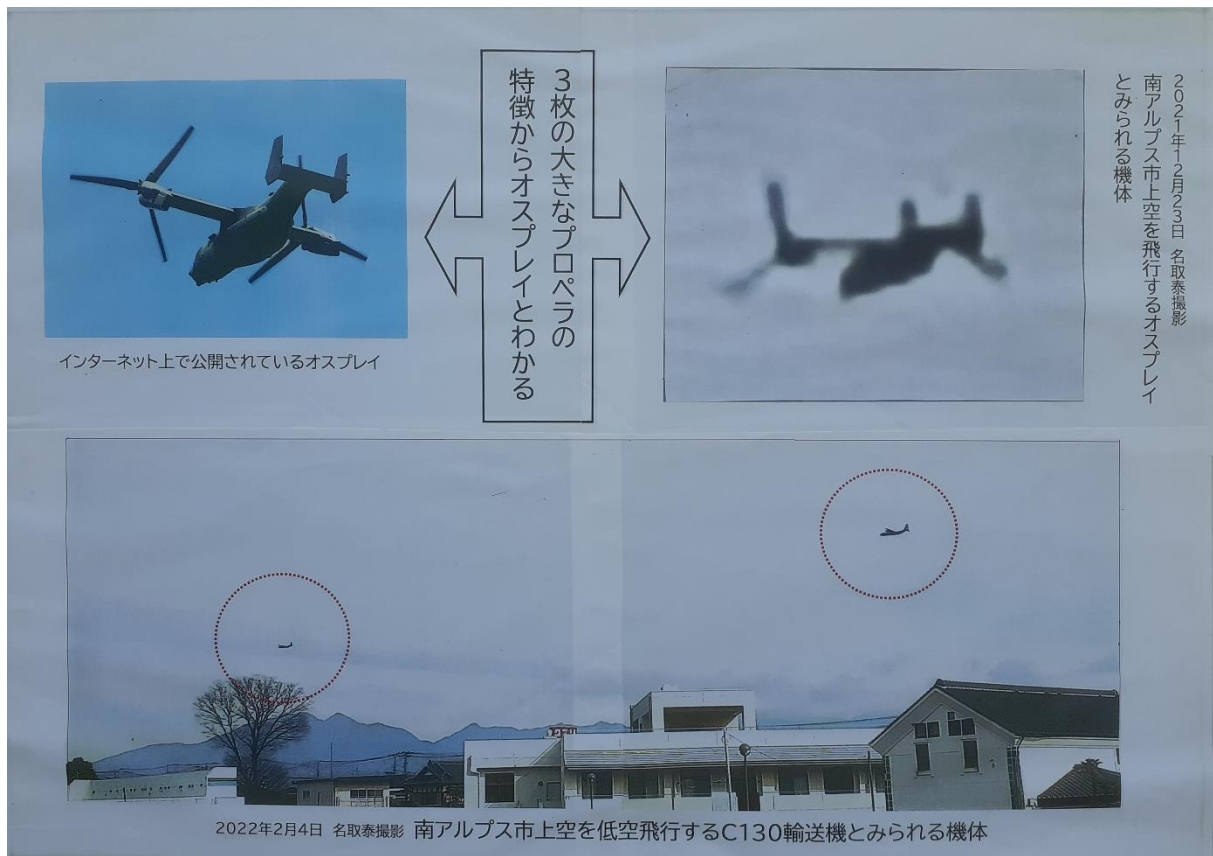 インターネット上で公開されているオスプレイ
3枚の大きなプロペラの
特徴からオスプレイとわかる
2021年12月23日 名取泰撮影
南アルプス市上空を飛行するオスプレイ
とみられる機体
2022年2月4日 名取泰撮影 南アルプス市上空を低空飛行するC130輸送機とみられる機体